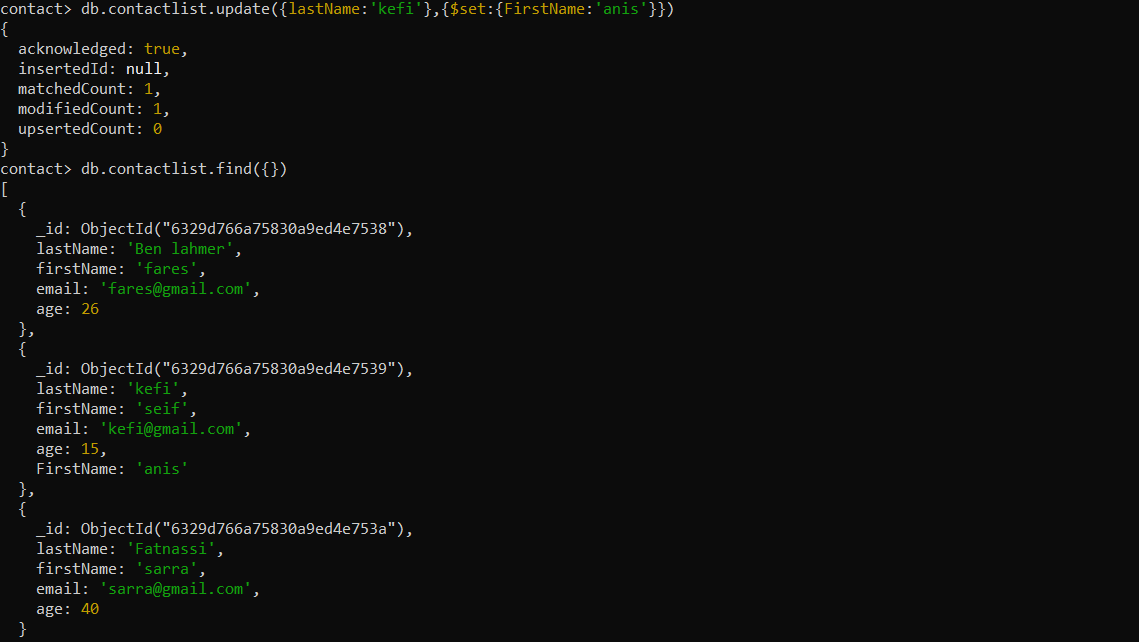 contact> db.contactlist.update({lastName:'kefi'},{$set:{FirstName:'anis'}})
{
  acknowledged: true,
  insertedId: null,
  matchedCount: 1,
  modifiedCount: 1,
  upsertedCount: 0
}
contact> db.contactlist.find({})
[
  {
    _id: ObjectId("6329d766a75830a9ed4e7538"),
    lastName: 'Ben lahmer',
    firstName: 'fares',
    email: 'fares@gmail.com',
    age: 26
  },
  {
    _id: ObjectId("6329d766a75830a9ed4e7539"),
    lastName: 'kefi',
    firstName: 'seif',
    email: 'kefi@gmail.com',
    age: 15,
    FirstName: 'anis'
  },
  {
    _id: ObjectId("6329d766a75830a9ed4e753a"),
    lastName: 'Fatnassi',
    firstName: 'sarra',
    email: 'sarra@gmail.com',
    age: 40
  }